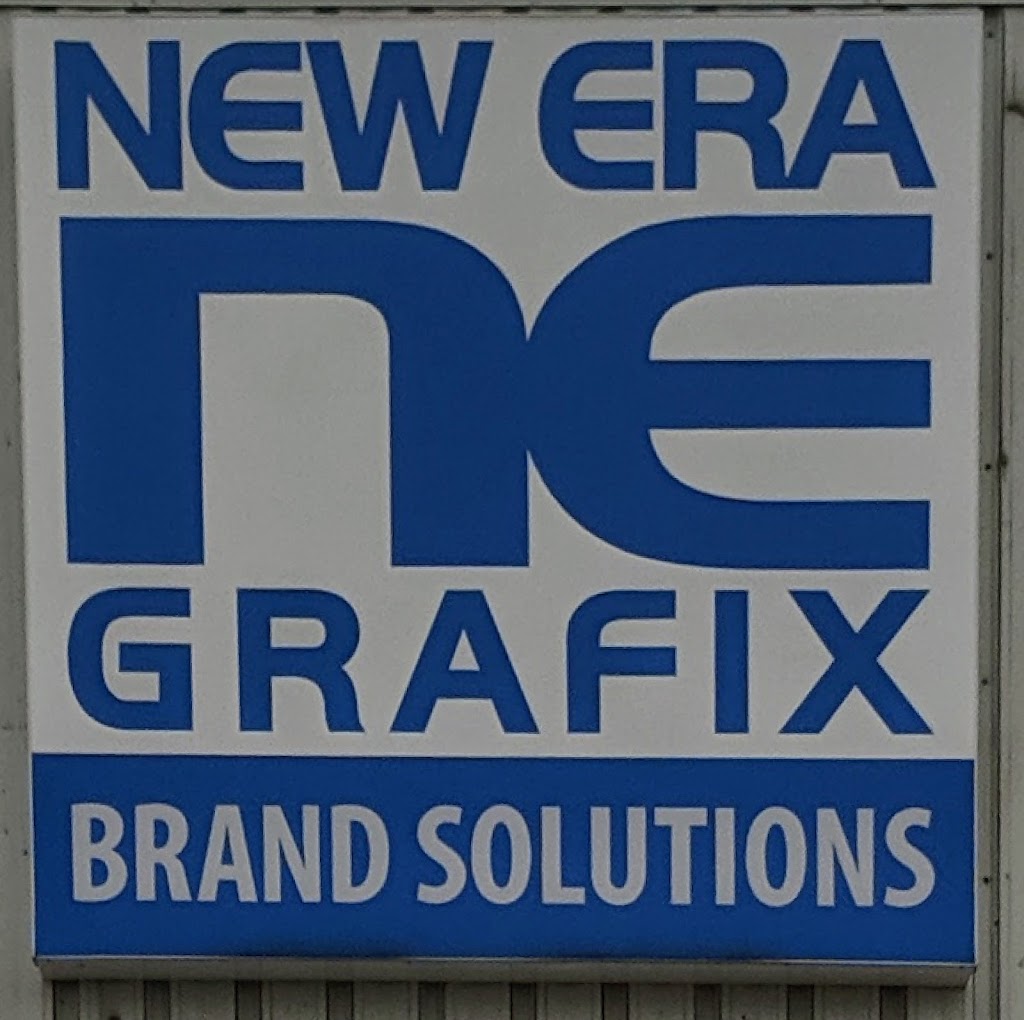 NEW ERA
nE
GRAFIX
BRAND SOLUTIONS